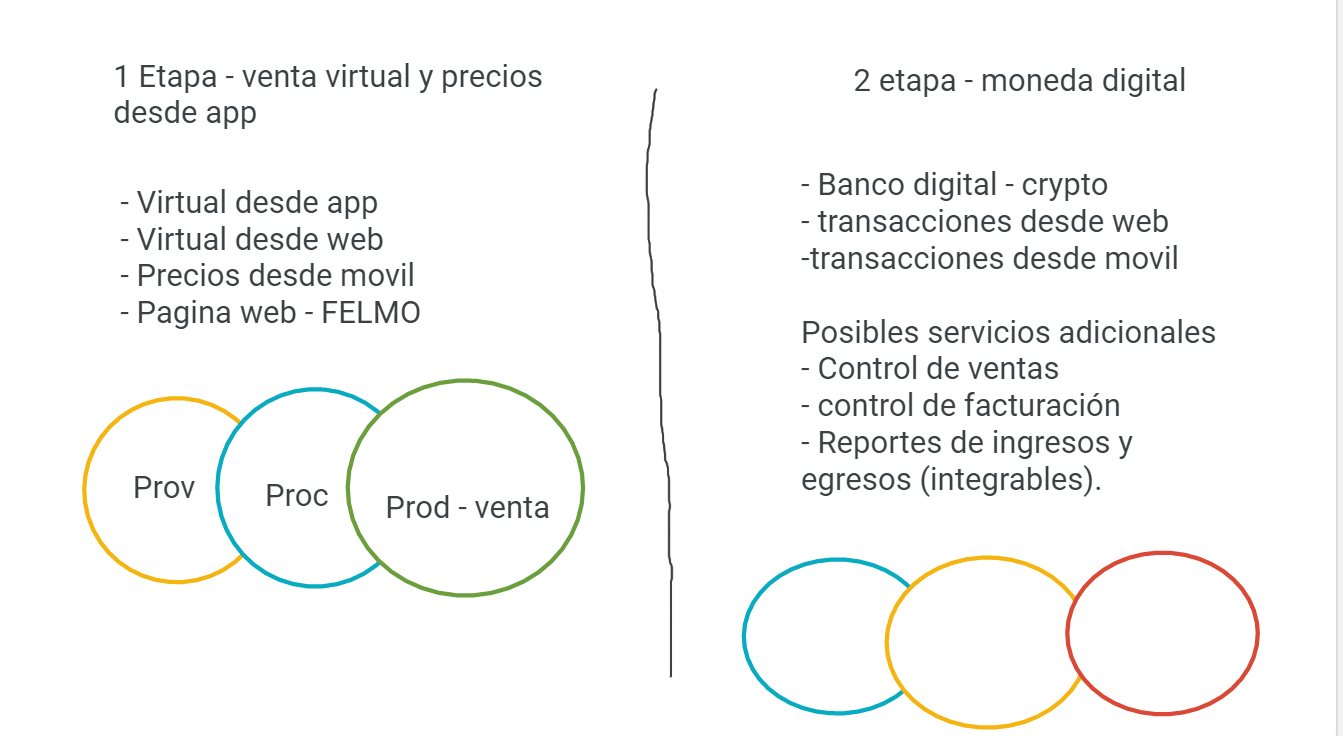 1 Etapa - venta virtual y precios
desde app
- Virtual desde app
- Virtual desde web
- Precios desde movil
- Pagina web - FELMO
Prov
Proc
Prod - venta
2 etapa - moneda digital
- Banco digital - crypto
- transacciones desde web
-transacciones desde movil
Posibles servicios adicionales
- Control de ventas
- control de facturación
- Reportes de ingresos y
egresos (integrables).